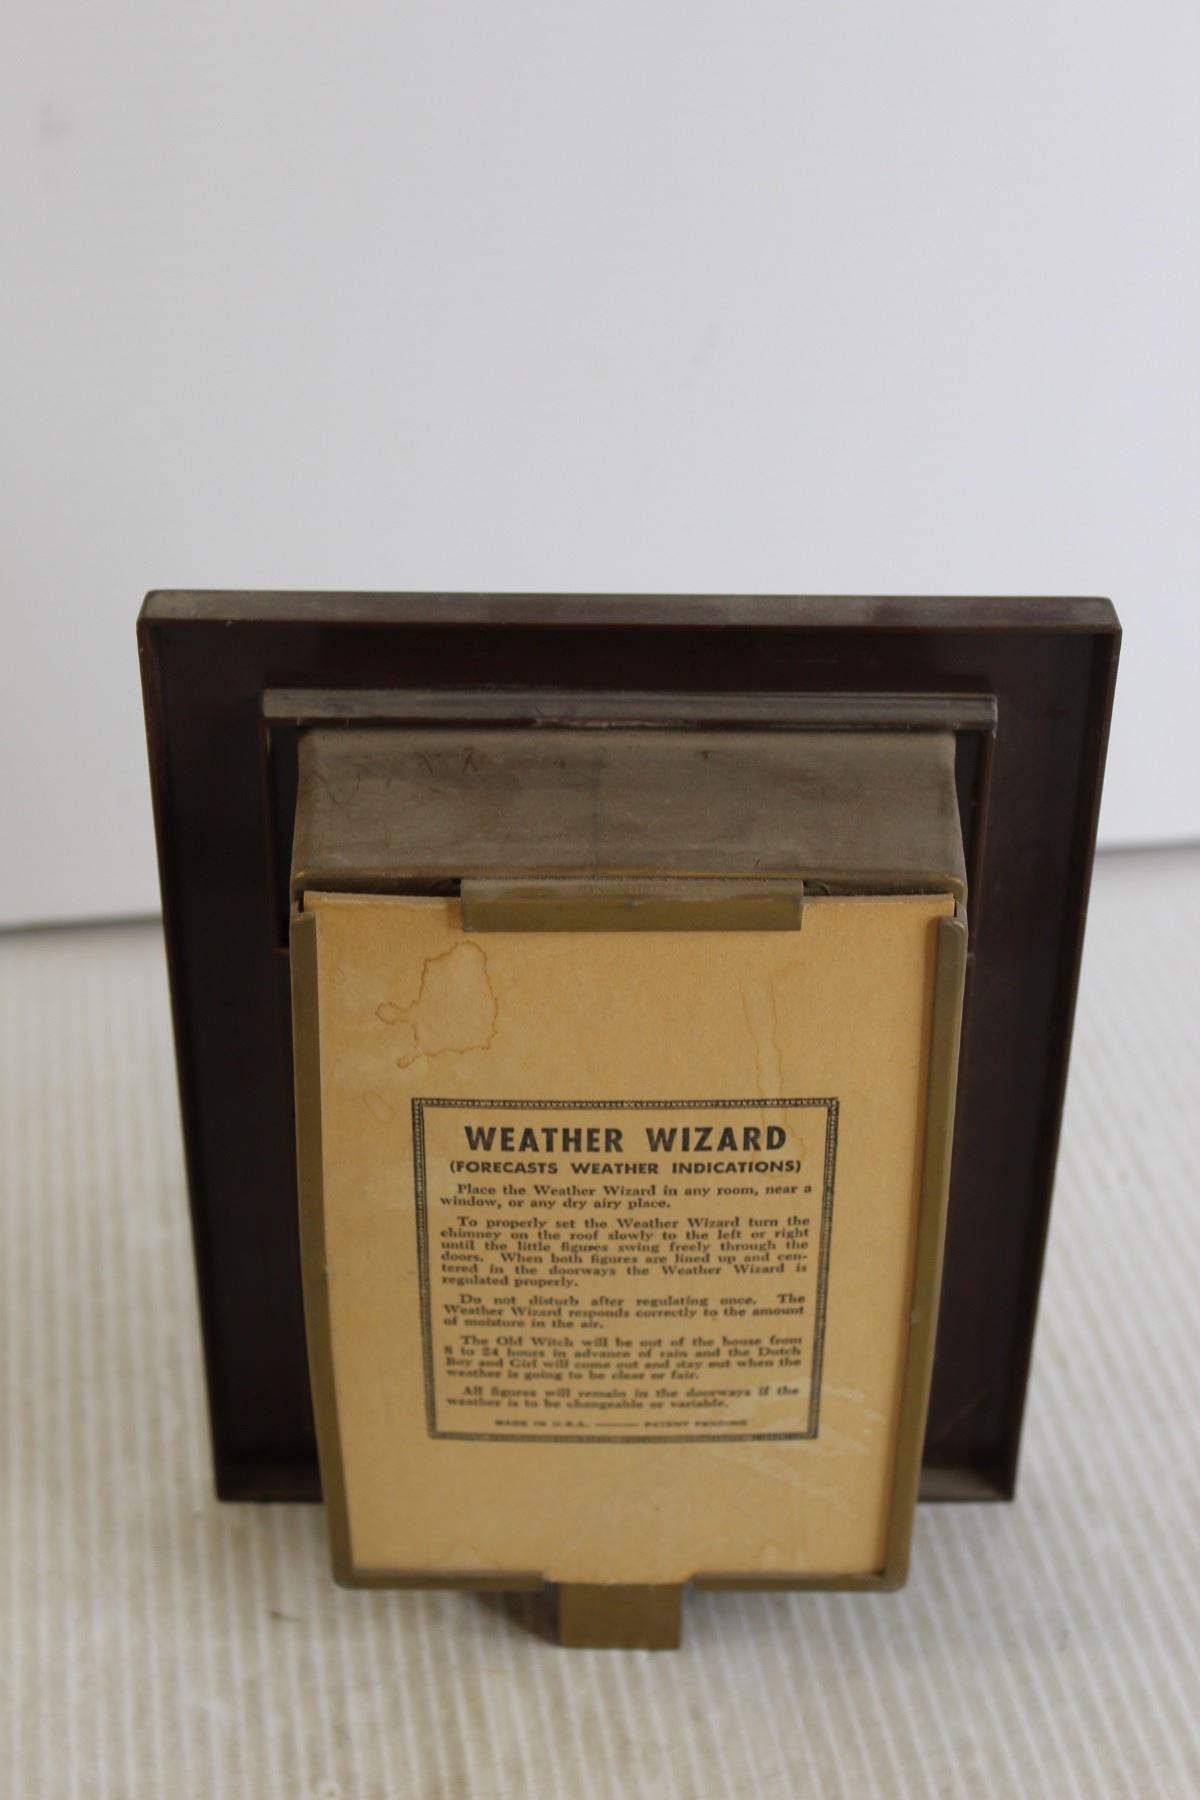 WEATHER WIZARD
(FORECASTS WEATHER INDICATIONS)
Place the Weather Wizard in any room, near a
window, or any dry airy place.
To properly set the Weather Wizard turn the
chimney on the roof slowly to the left or right
until the little figures swing freely through the
doors. When both figures are lined up and cen-
tered in the doorways the Weather Wizard is
regulated properly.
Do not disturb after regulating once. The
Weather Wizard responds correctly to the amount
of moisture in the air.
The Old Witch will be out of the house from
8 to 24 hours in advance of rain and the Dutch
Boy and Girl will come out and stay out when the
weather is going to be clear or fair.
All figures will remain in the doorways if the
weather is to be changeable or variable.
MADE IN U.S.A. —— PATENT PENDING